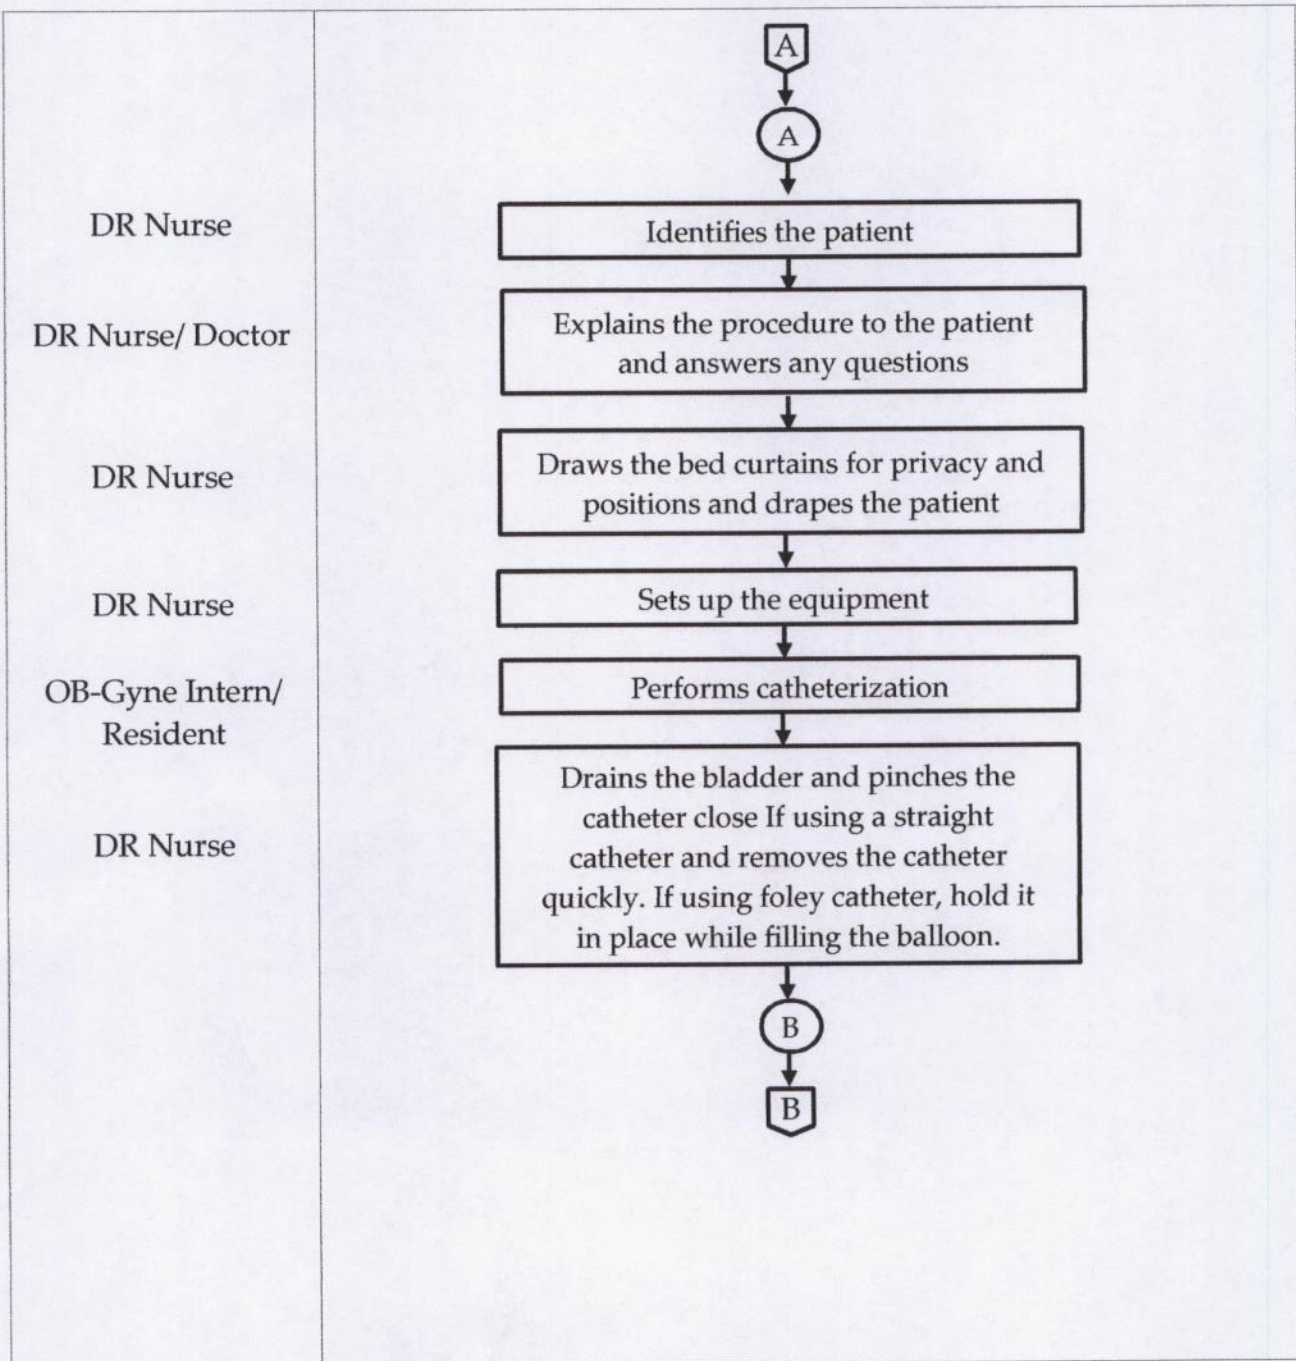 A
A
DR Nurse
Identifies the patient
DR Nurse/ Doctor
Explains the procedure to the patient
and answers any questions
DR Nurse
Draws the bed curtains for privacy and
positions and drapes the patient
DR Nurse
Sets up the equipment
OB-Gyne Intern/
Resident
Performs catheterization
DR Nurse
Drains the bladder and pinches the
catheter close If using a straight
catheter and removes the catheter
quickly. If using foley catheter, hold it
in place while filling the balloon.
B
B